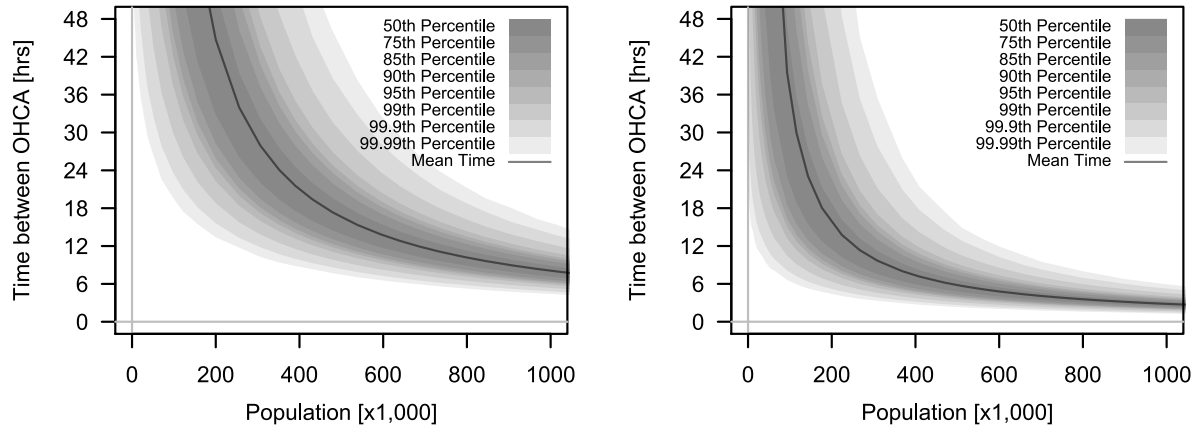 Time between OHCA [hrs]
48
42
36
30
24
18
12
6
0
50th Percentile
75th Percentile
85th Percentile
90th Percentile
95th Percentile
99th Percentile
99.9th Percentile
99.99th Percentile
Mean Time
0 200 400 600 800 1000
Population [x1,000]
Time between OHCA [hrs]
48
42
36
30
24
18
12
6
0
50th Percentile
75th Percentile
85th Percentile
90th Percentile
95th Percentile
99th Percentile
99.9th Percentile
99.99th Percentile
Mean Time
0 200 400 600 800 1000
Population [x1,000]